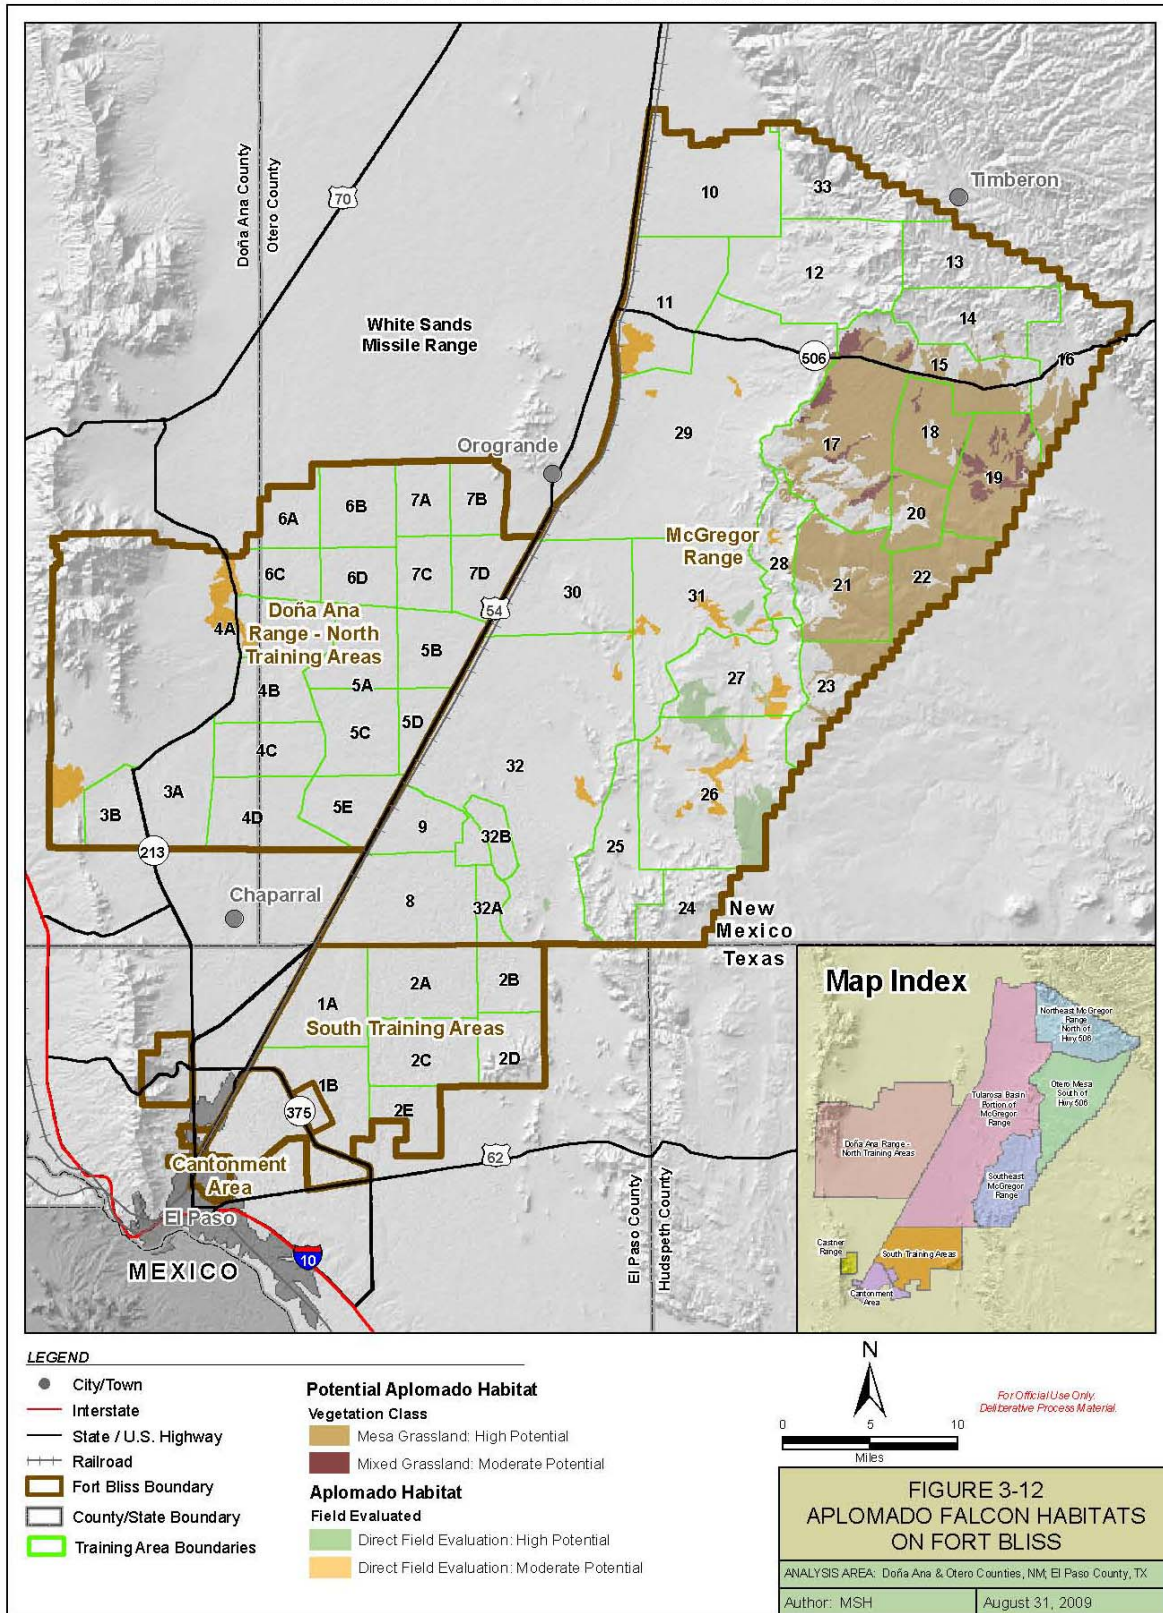 70
Doña Ana County
Otero County
10
33
Timberon
13
12
11
14
White Sands
Missile Range
506
15
16
29
17
18
19
Orogrande
6A
6B
7A
7B
20
McGregor
Range
28
21
22
6C
6D
7C
7D
30
31
54
Doña Ana
Range - North
Training Areas
4A
5B
4B
5A
27
23
5C
5D
4C
32
26
3A
3B
4D
5E
9
32B
25
213
Chaparral
8
32A
24
New
Mexico
Texas
1A
2A
2B
South Training Areas
2C
2D
1B
375
2E
62
Cantonment
Area
El Paso
MEXICO
10
El Paso County
Hudspeth County
Map Index
Northeast McGregor
Range
North of
Hwy 506
Otero Mesa
South of
Hwy 506
Tularosa Basin
Portion of
McGregor
Range
Doña Ana Range -
North Training Areas
Southeast
McGregor
Range
Castner
Range
South Training Areas
Cantonment
Area
LEGEND
City/Town
Interstate
State / U.S. Highway
Railroad
Fort Bliss Boundary
County/State Boundary
Training Area Boundaries
Potential Aplomado Habitat
Vegetation Class
Mesa Grassland: High Potential
Mixed Grassland: Moderate Potential
Aplomado Habitat
Field Evaluated
Direct Field Evaluation: High Potential
Direct Field Evaluation: Moderate Potential
N
0 5 10
Miles
For Official Use Only.
Deliberative Process Material.
FIGURE 3-12
APLOMADO FALCON HABITATS
ON FORT BLISS
ANALYSIS AREA: Doña Ana & Otero Counties, NM; El Paso County, TX
Author: MSH
August 31, 2009